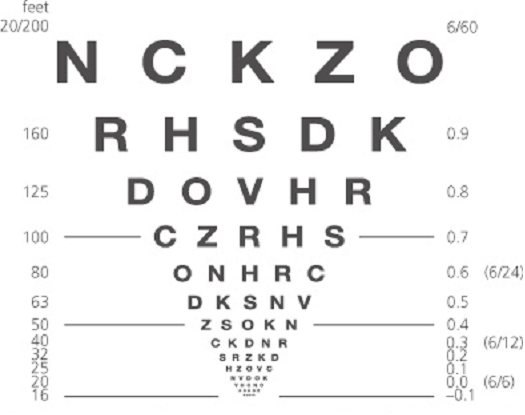 feet
20/200 N C K Z O 6/60
160 R H S D K 0.9
125 D O V H R 0.8
100 C Z R H S 0.7
80 O N H R C 0.6 (6/24)
63 D K S N V 0.5
50 Z S O K N 0.4
40 C K D N R 0.3 (6/12)
32 S R Z K D 0.2
25 H Z O V C 0.1
20 0.0 (6/6)
16 –0.1